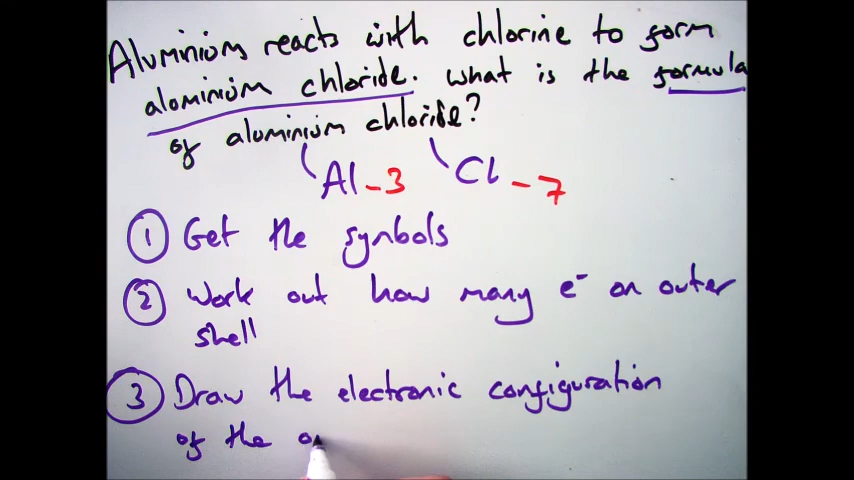 Aluminium reacts with chlorine to form
aluminium chloride. What is the formula
of aluminium chloride?
Al - 3 Cl - 7
1 Get the symbols
2 Work out how many e⁻ on outer
shell
3 Draw the electronic configuration
of the o